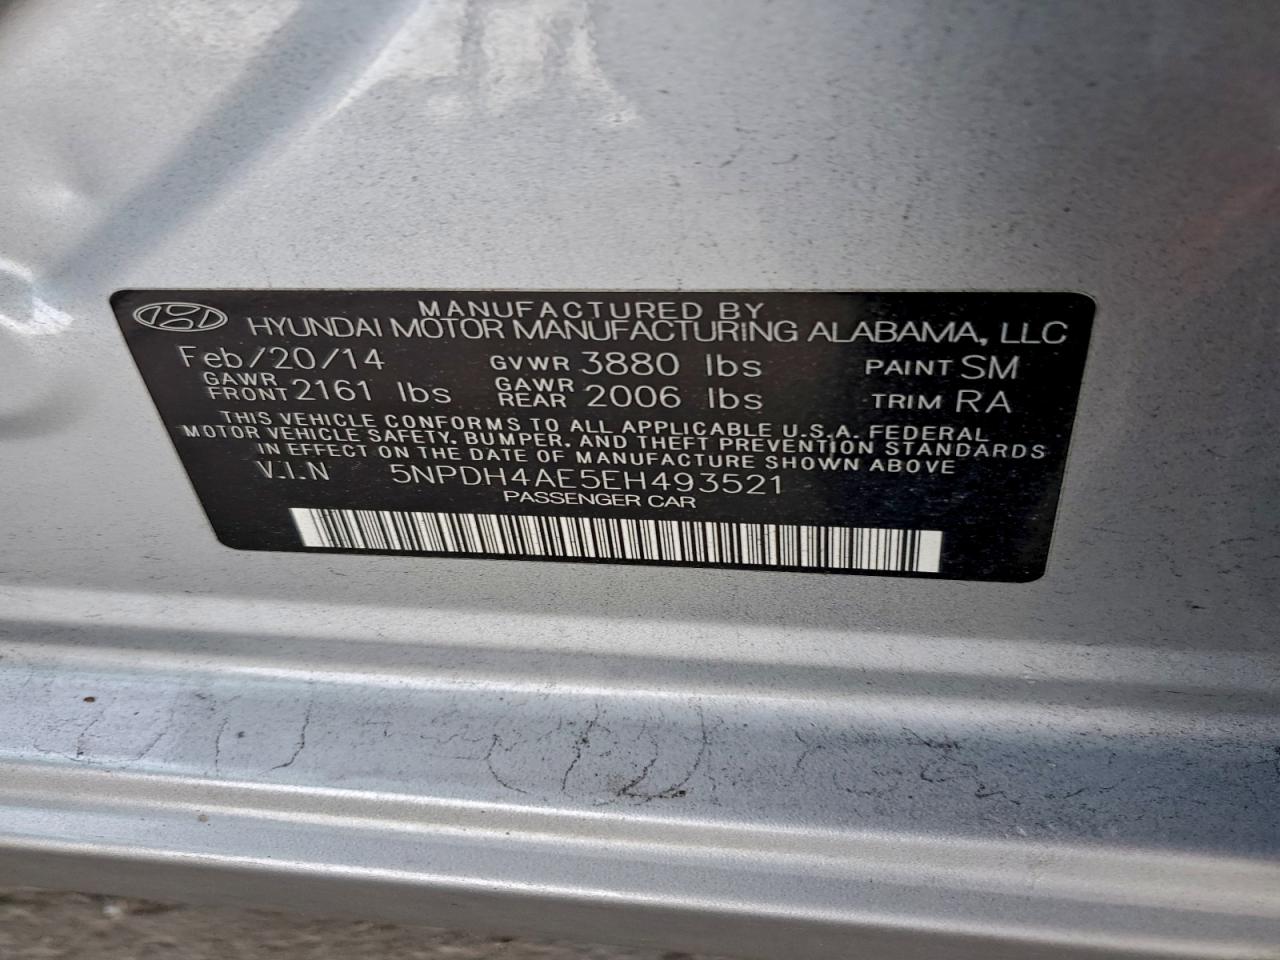 MANUFACTURED BY
HYUNDAI MOTOR MANUFACTURING ALABAMA, LLC
Feb/20/14 GVWR 3880 lbs PAINT SM
GAWR FRONT 2161 lbs GAWR REAR 2006 lbs TRIM RA
THIS VEHICLE CONFORMS TO ALL APPLICABLE U.S.A. FEDERAL
MOTOR VEHICLE SAFETY, BUMPER, AND THEFT PREVENTION STANDARDS
IN EFFECT ON THE DATE OF MANUFACTURE SHOWN ABOVE
V.I.N 5NPDH4AE5EH493521
PASSENGER CAR